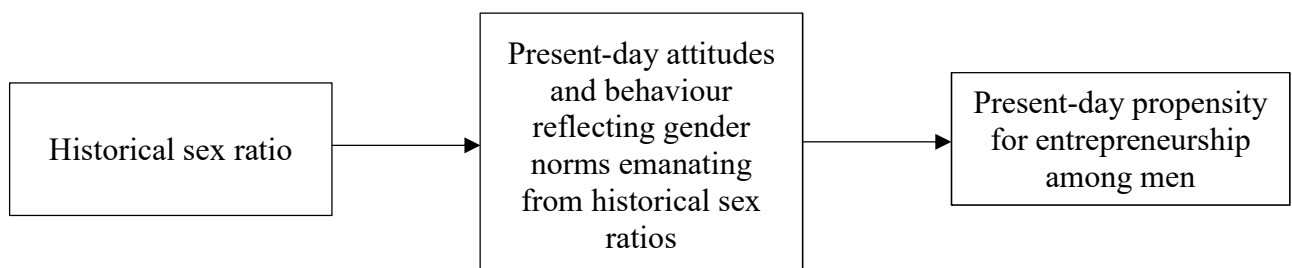 Historical sex ratio
Present-day attitudes
and behaviour
reflecting gender
norms emanating
from historical sex
ratios
Present-day propensity
for entrepreneurship
among men